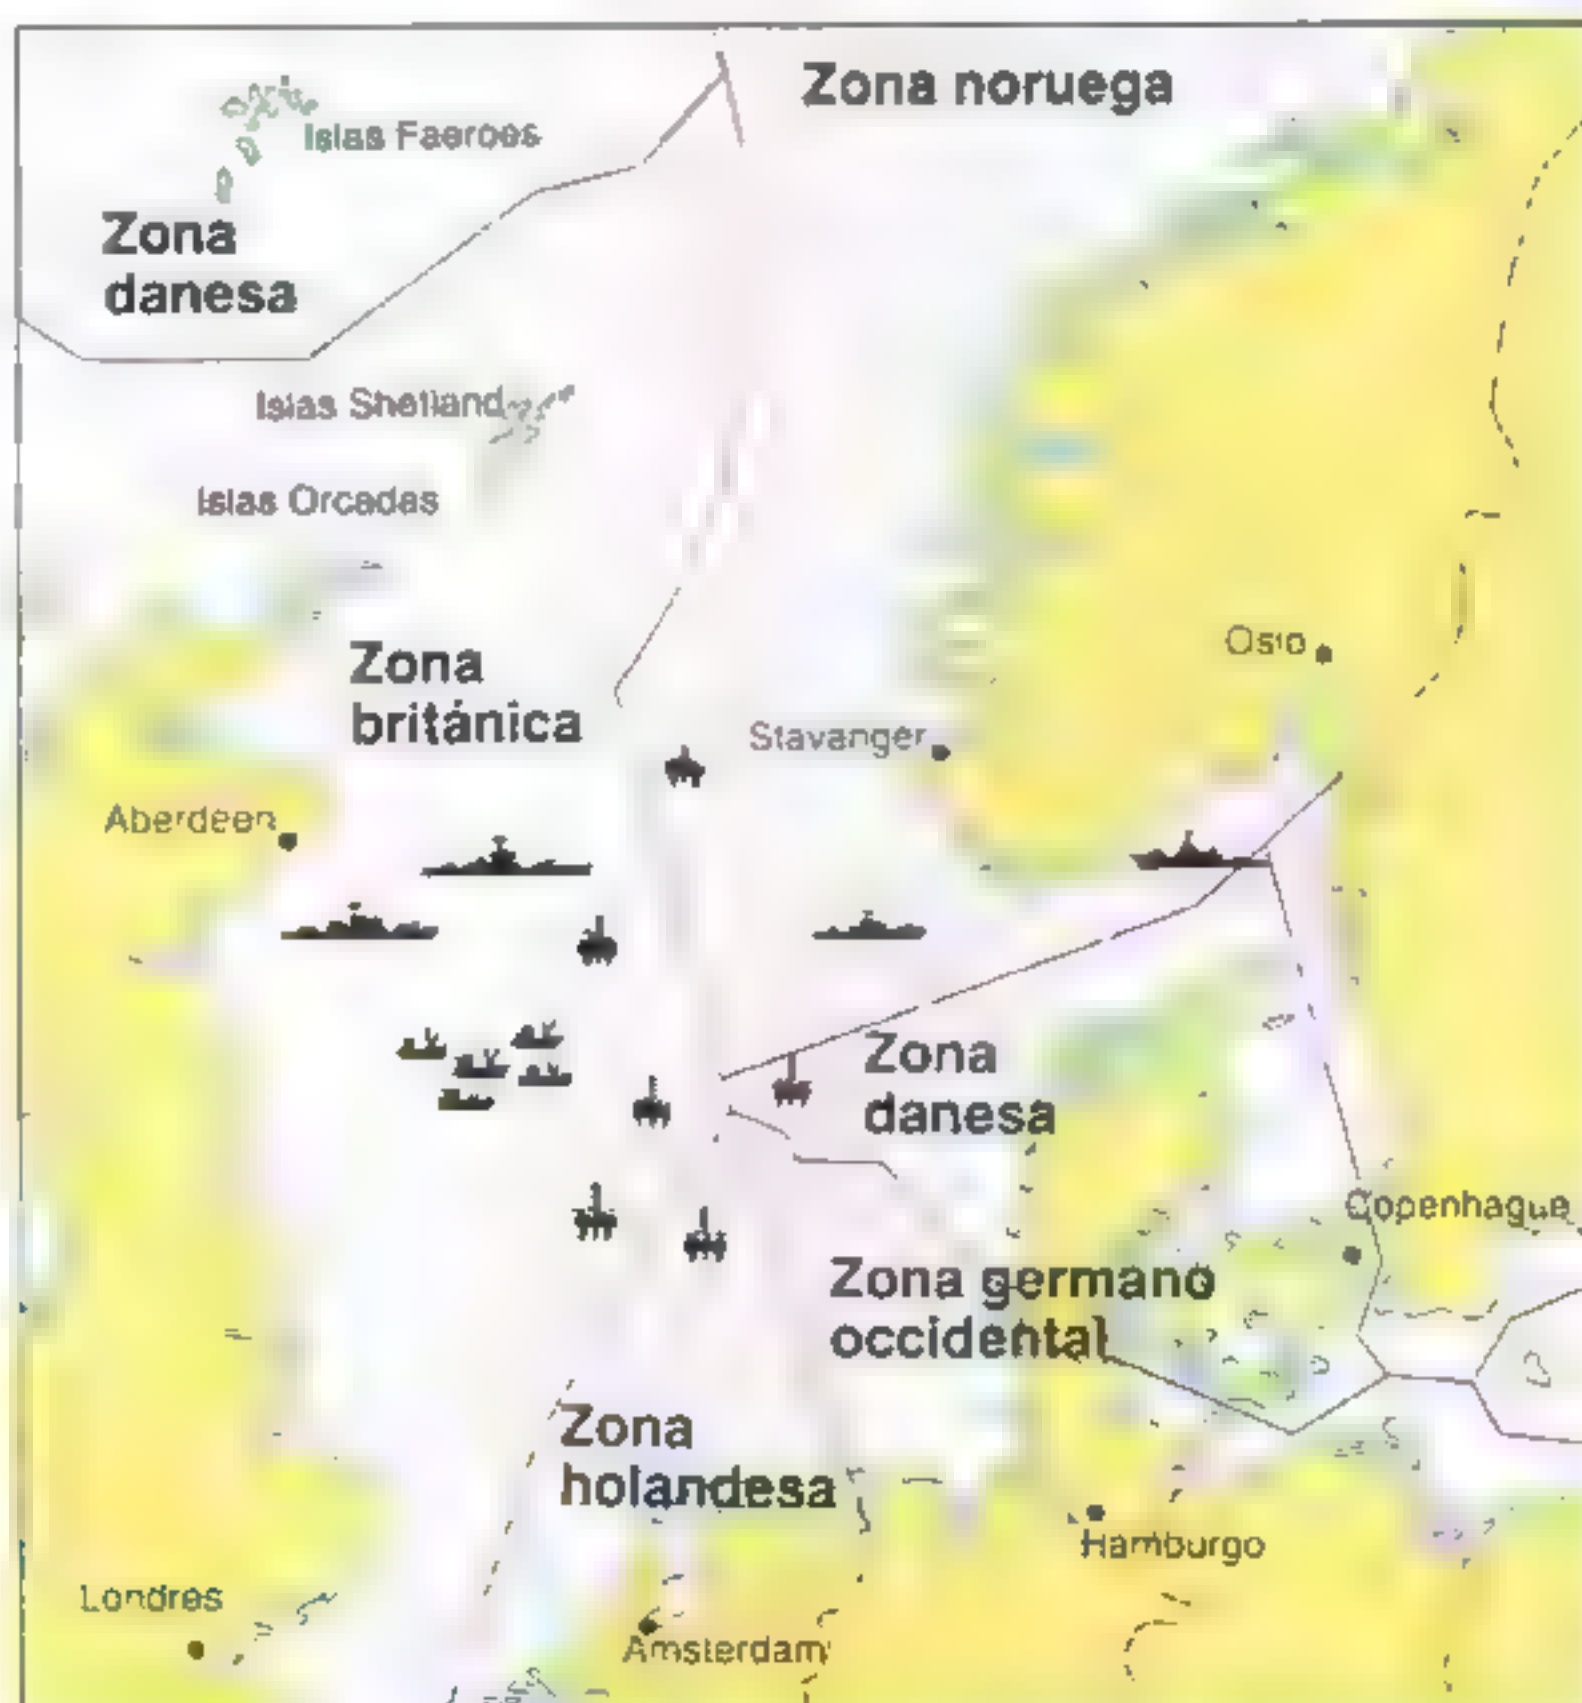 Zona noruega
Islas Faeroes
Zona
danesa
Islas Shetland
Islas Orcadas
Oslo
Zona
británica
Stavanger
Aberdeen
Zona
danesa
Copenhague
Zona germano
occidental
Zona
holandesa
Hamburgo
Londres
Amsterdam